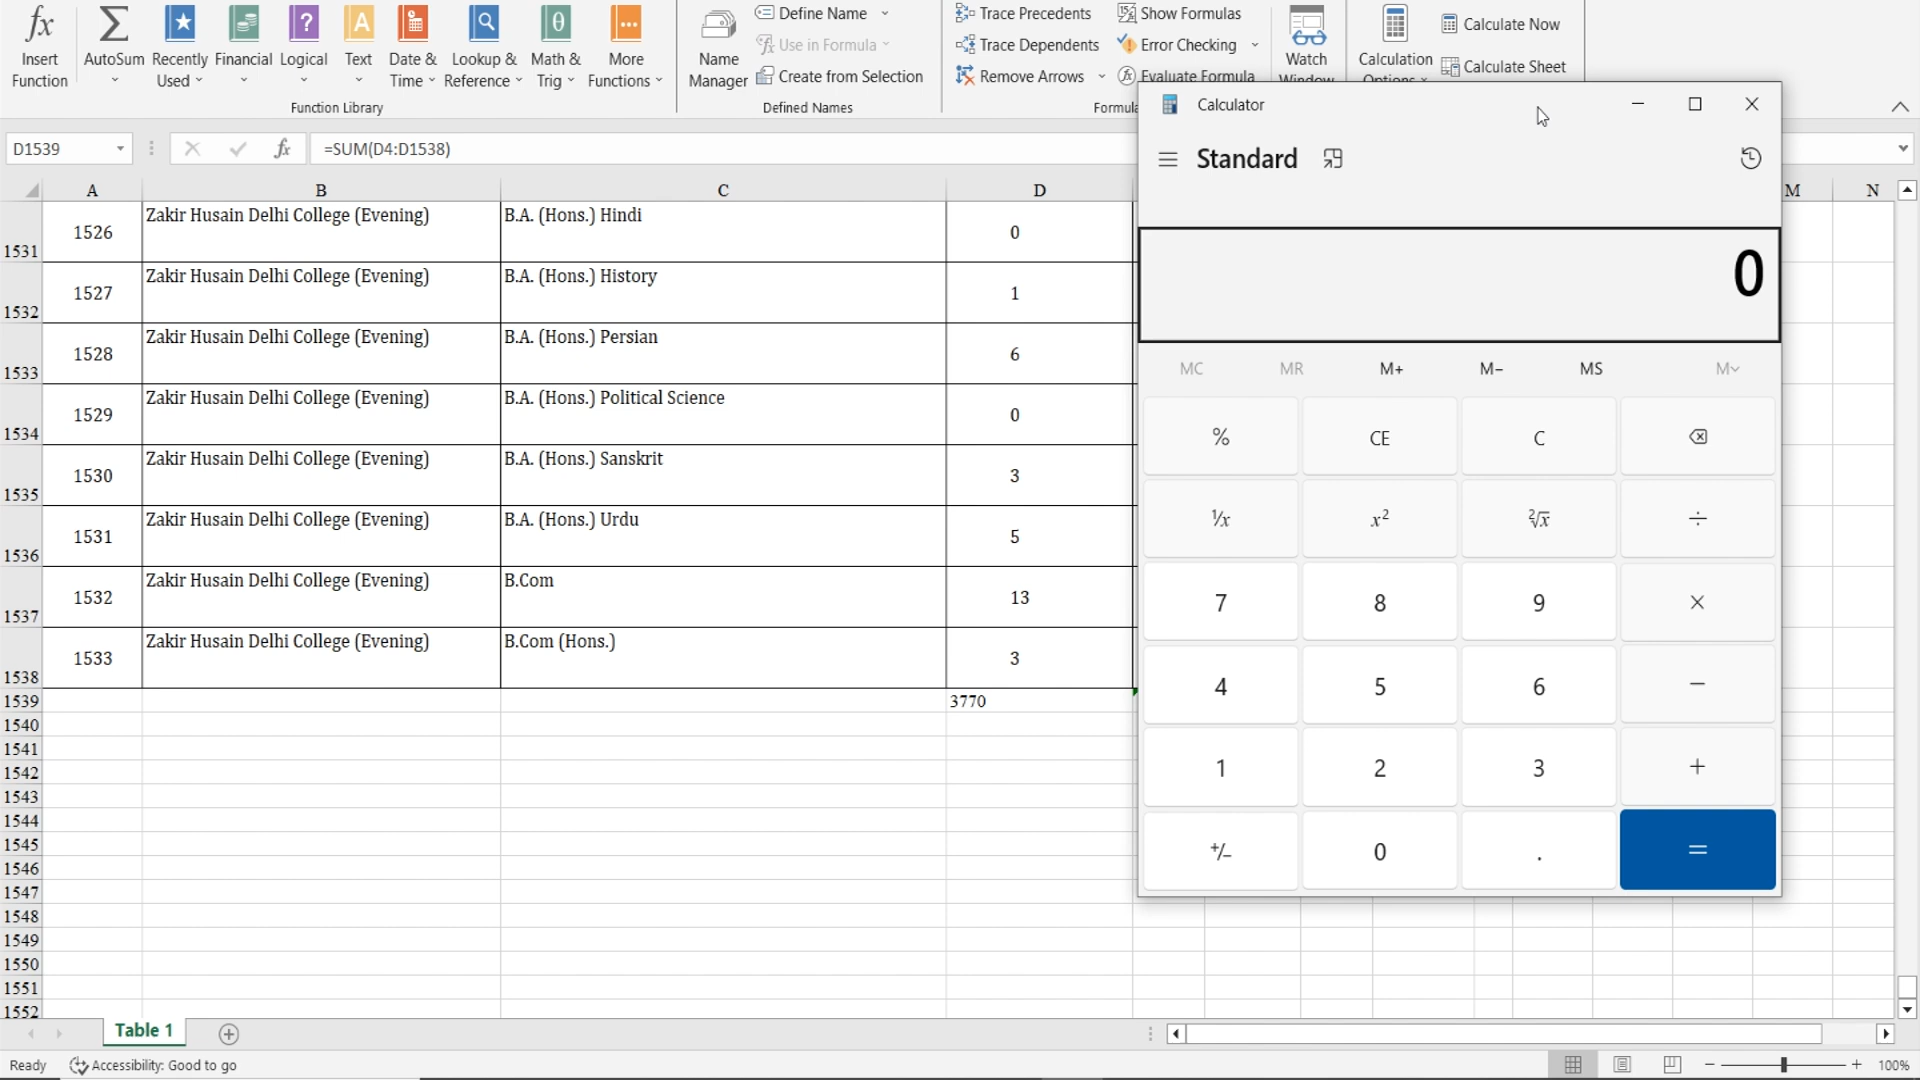 fx Insert Function
AutoSum
Recently Used
Financial
Logical
Text
Date & Time
Lookup & Reference
Math & Trig
More Functions
Function Library
Name Manager
Define Name
Use in Formula
Create from Selection
Defined Names
Trace Precedents
Trace Dependents
Remove Arrows
Show Formulas
Error Checking
Evaluate Formula
Formula
Watch Window
Calculation Options
Calculate Now
Calculate Sheet
D1539 fx =SUM(D4:D1538)
A B C D M N
1531 1526 Zakir Husain Delhi College (Evening) B.A. (Hons.) Hindi 0
1532 1527 Zakir Husain Delhi College (Evening) B.A. (Hons.) History 1
1533 1528 Zakir Husain Delhi College (Evening) B.A. (Hons.) Persian 6
1534 1529 Zakir Husain Delhi College (Evening) B.A. (Hons.) Political Science 0
1535 1530 Zakir Husain Delhi College (Evening) B.A. (Hons.) Sanskrit 3
1536 1531 Zakir Husain Delhi College (Evening) B.A. (Hons.) Urdu 5
1537 1532 Zakir Husain Delhi College (Evening) B.Com 13
1538 1533 Zakir Husain Delhi College (Evening) B.Com (Hons.) 3
1539 3770
1540
1541
1542
1543
1544
1545
1546
1547
1548
1549
1550
1551
1552
Calculator
Standard
0
MC MR M+ M− MS M
% CE C
1/x x² ²√x ÷
7 8 9 ×
4 5 6 −
1 2 3 +
+/− 0 . =
Table 1
Ready Accessibility: Good to go − + 100%